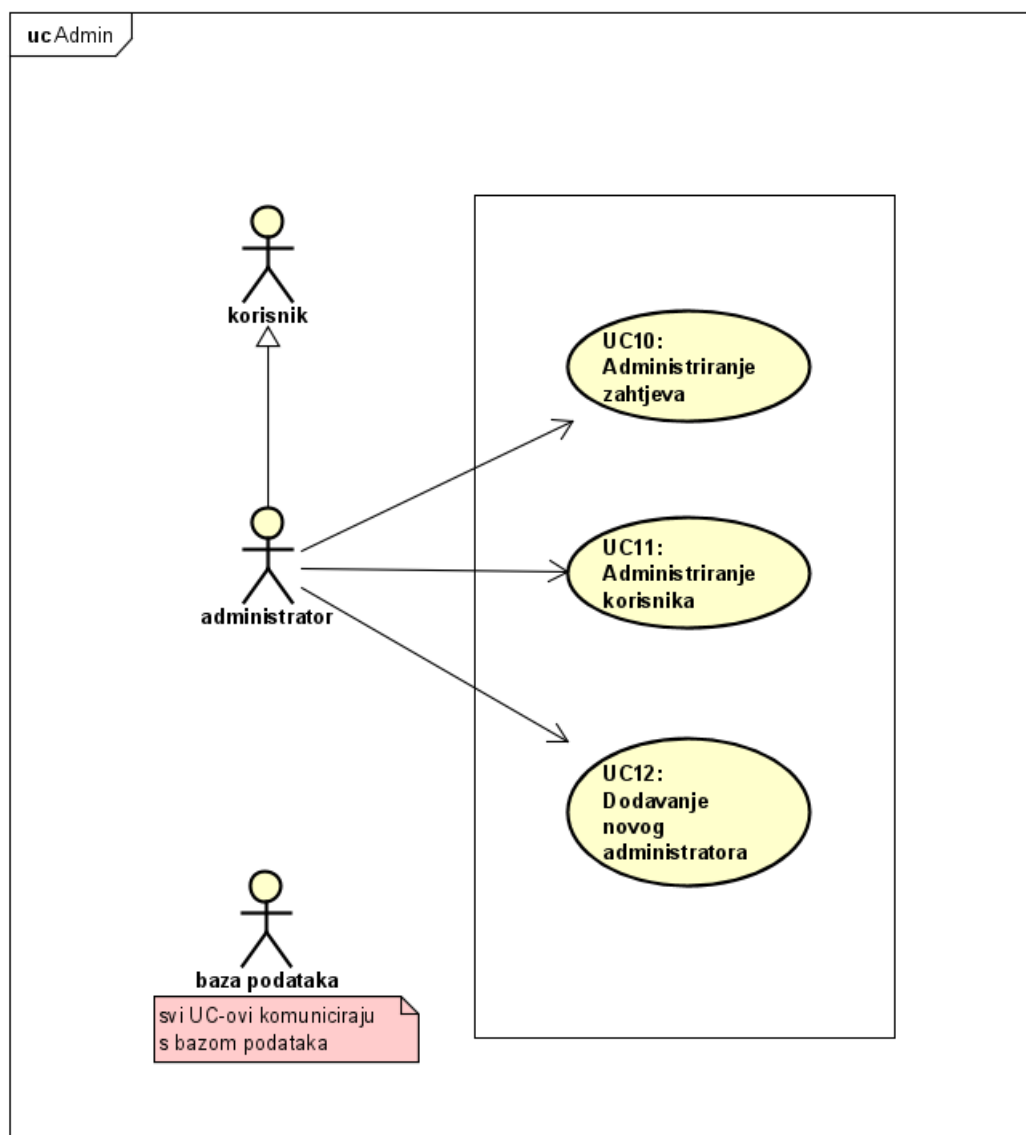 uc Admin
korisnik
UC10:
Administriranje
zahtjeva
administrator
UC11:
Administriranje
korisnika
UC12:
Dodavanje
novog
administratora
baza podataka
svi UC-ovi komuniciraju
s bazom podataka